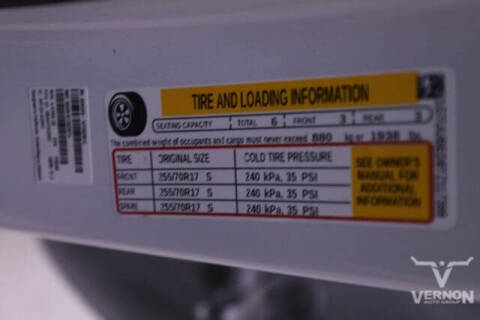 TIRE AND LOADING INFORMATION
SEATING CAPACITY TOTAL 6 FRONT 3 REAR 3
The combined weight of occupants and cargo must never exceed 880 kg or 1938 lb.
TIRE ORIGINAL SIZE COLD TIRE PRESSURE
FRONT 255/70R17 S 240 kPa, 35 PSI
REAR 255/70R17 S 240 kPa, 35 PSI
SPARE 255/70R17 S 240 kPa, 35 PSI
SEE OWNER'S
MANUAL FOR
ADDITIONAL
INFORMATION
VERNON
AUTO GROUP